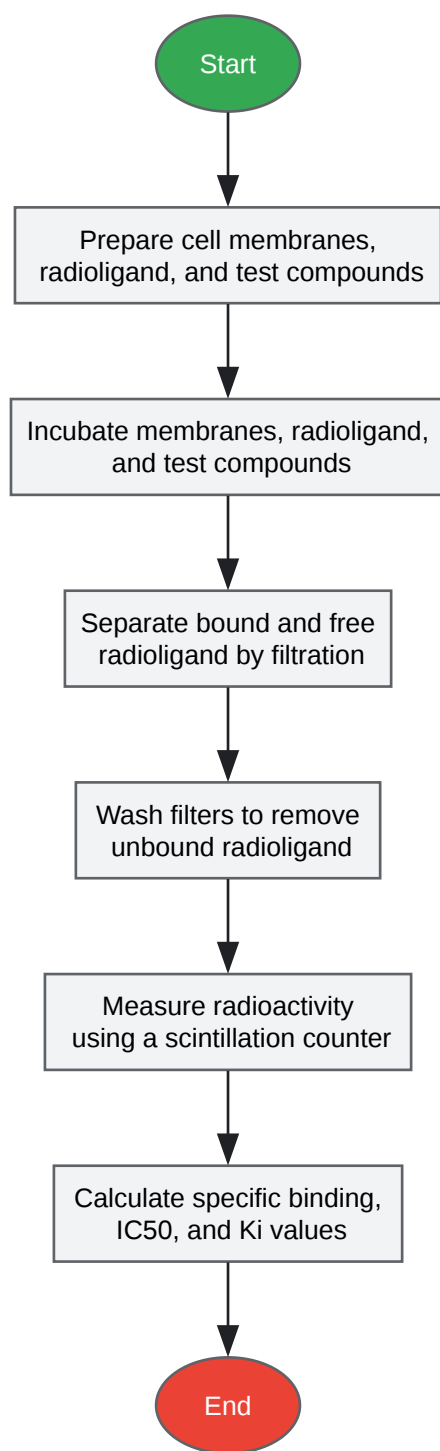 Start
Prepare cell membranes,
radioligand, and test compounds
Incubate membranes, radioligand,
and test compounds
Separate bound and free
radioligand by filtration
Wash filters to remove
unbound radioligand
Measure radioactivity
using a scintillation counter
Calculate specific binding,
IC50, and Ki values
End